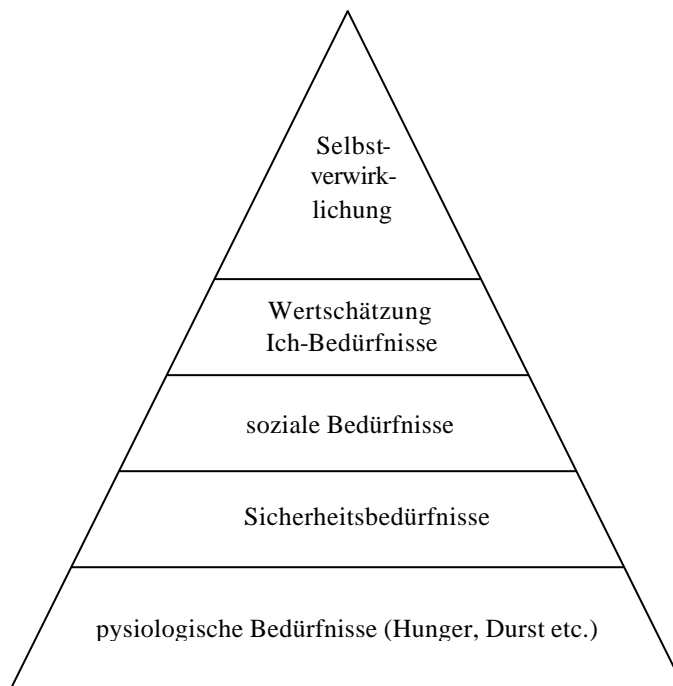 Selbst-
verwirk-
lichung
Wertschätzung
Ich-Bedürfnisse
soziale Bedürfnisse
Sicherheitsbedürfnisse
pysiologische Bedürfnisse (Hunger, Durst etc.)